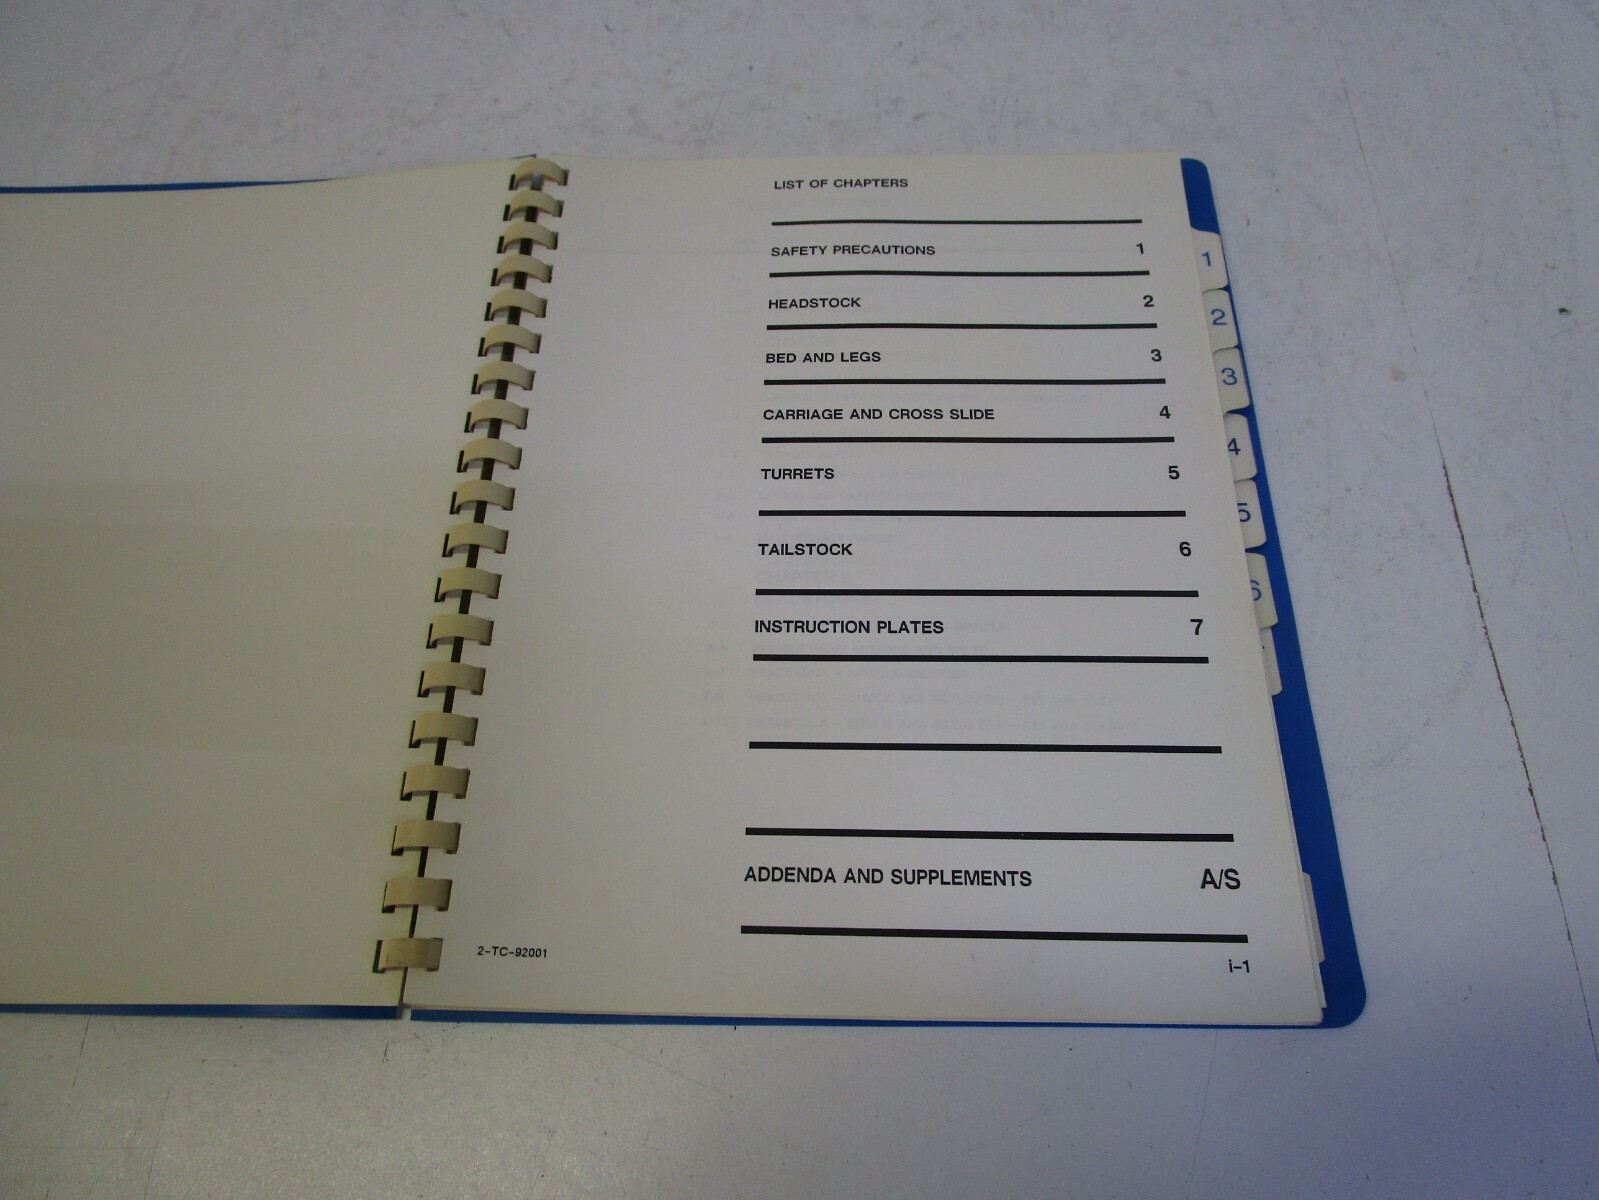 LIST OF CHAPTERS
SAFETY PRECAUTIONS 1
HEADSTOCK 2
BED AND LEGS 3
CARRIAGE AND CROSS SLIDE 4
TURRETS 5
TAILSTOCK 6
INSTRUCTION PLATES 7
ADDENDA AND SUPPLEMENTS A/S
2-TC-92001
i-1
1
2
3
4
5
6